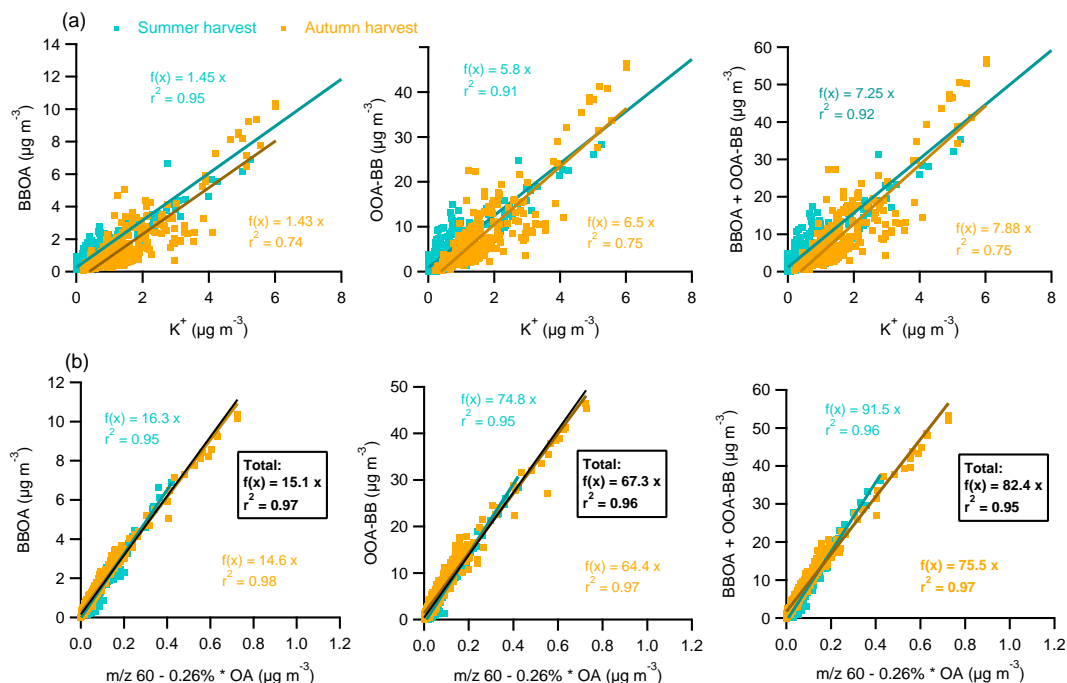 (a)
Summer harvest
Autumn harvest
14
12
10
8
6
4
2
0
BBOA (µg m⁻³)
f(x) = 1.45 x
r² = 0.95
f(x) = 1.43 x
r² = 0.74
0 2 4 6 8
K⁺ (µg m⁻³)
40
30
20
10
0
OOA-BB (µg m⁻³)
f(x) = 5.8 x
r² = 0.91
f(x) = 6.5 x
r² = 0.75
0 2 4 6 8
K⁺ (µg m⁻³)
60
50
40
30
20
10
0
BBOA + OOA-BB (µg m⁻³)
f(x) = 7.25 x
r² = 0.92
f(x) = 7.88 x
r² = 0.75
0 2 4 6 8
K⁺ (µg m⁻³)
(b)
12
10
8
6
4
2
0
BBOA (µg m⁻³)
f(x) = 16.3 x
r² = 0.95
Total:
f(x) = 15.1 x
r² = 0.97
f(x) = 14.6 x
r² = 0.98
0.0 0.2 0.4 0.6 0.8 1.0 1.2
m/z 60 - 0.26% * OA (µg m⁻³)
50
40
30
20
10
0
OOA-BB (µg m⁻³)
f(x) = 74.8 x
r² = 0.95
Total:
f(x) = 67.3 x
r² = 0.96
f(x) = 64.4 x
r² = 0.97
0.0 0.2 0.4 0.6 0.8 1.0 1.2
m/z 60 - 0.26% * OA (µg m⁻³)
60
50
40
30
20
10
0
BBOA + OOA-BB (µg m⁻³)
f(x) = 91.5 x
r² = 0.96
Total:
f(x) = 82.4 x
r² = 0.95
f(x) = 75.5 x
r² = 0.97
0.0 0.2 0.4 0.6 0.8 1.0 1.2
m/z 60 - 0.26% * OA (µg m⁻³)